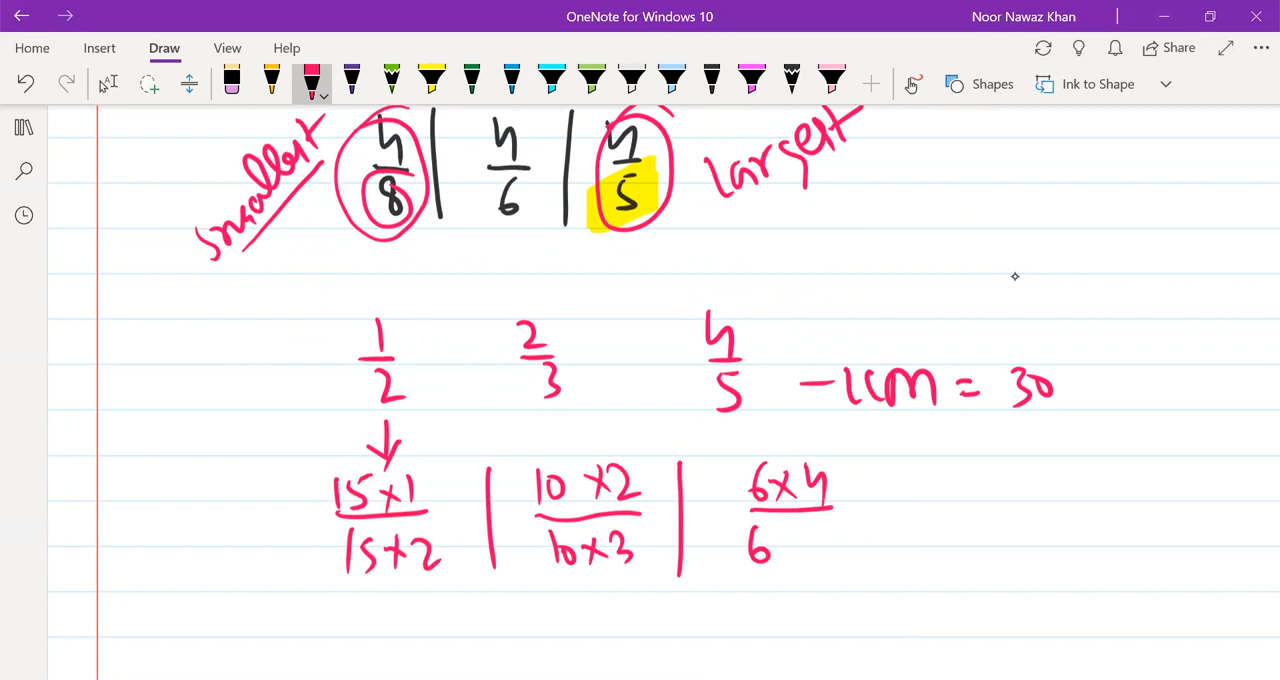 OneNote for Windows 10
Noor Nawaz Khan
Home Insert Draw View Help
Share
Shapes Ink to Shape
smallest 4/8 | 4/6 | 4/5 largest
1/2 2/3 4/5 - LCM = 30
15×1/15×2 | 10×2/10×3 | 6×4/6